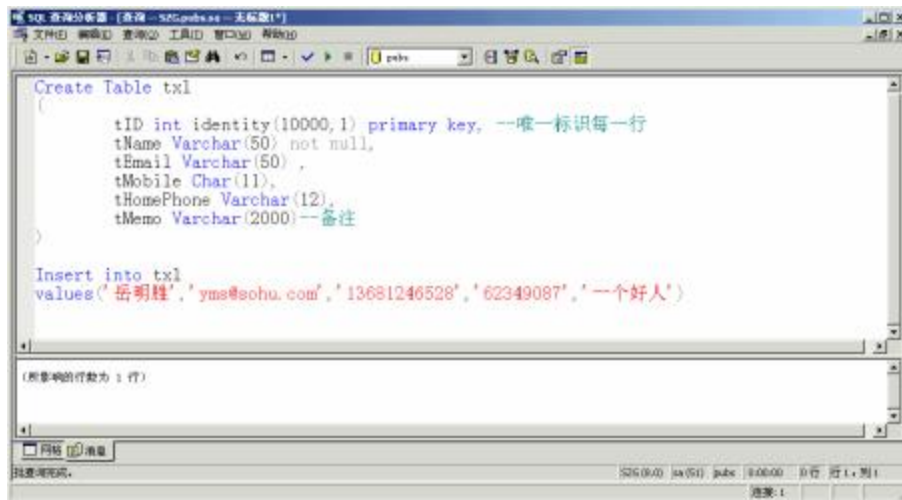 SQL 查询分析器 - [查询 -- S2G.pubs.sa -- 无标题1*]
文件(F) 编辑(E) 查询(Q) 工具(T) 窗口(W) 帮助(H)
pubs
Create Table txl
(
tID int identity(10000,1) primary key, --唯一标识每一行
tName Varchar(50) not null,
tEmail Varchar(50) ,
tMobile Char(11),
tHomePhone Varchar(12),
tMemo Varchar(2000)--备注
)
Insert into txl
values('岳明胜','yms@sohu.com','13681246528','62349087','一个好人')
(所影响的行数为 1 行)
网格 消息
批查询完成。 S2G (8.0) sa (51) pubs 0:00:00 0 行 行 1, 列 1
连接: 1